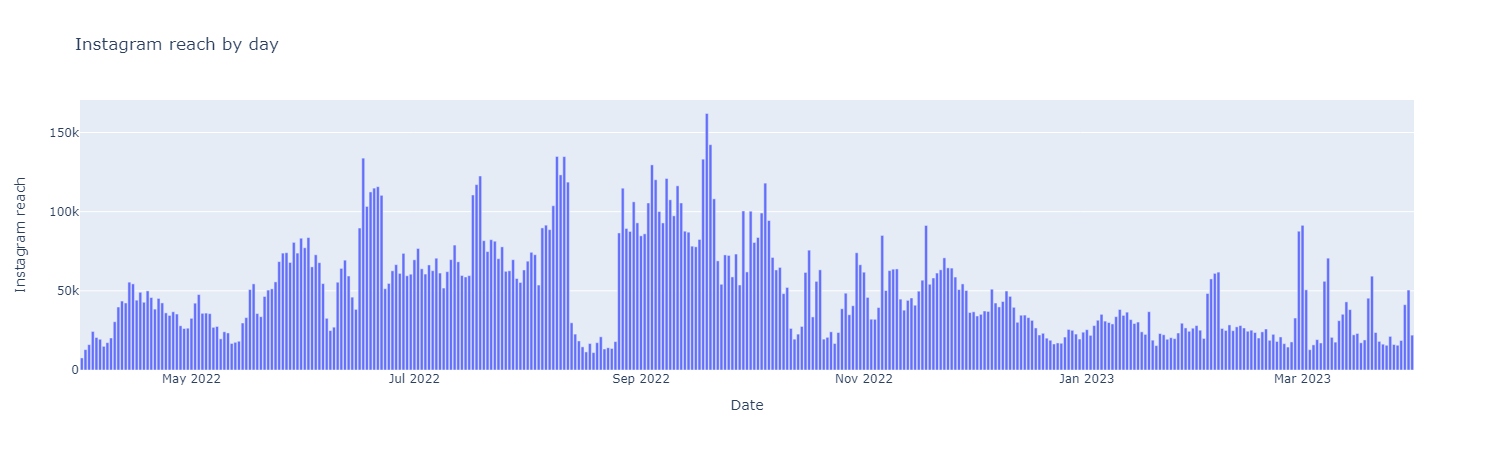 Instagram reach by day
150k
100k
50k
0
Instagram reach
May 2022
Jul 2022
Sep 2022
Nov 2022
Jan 2023
Mar 2023
Date